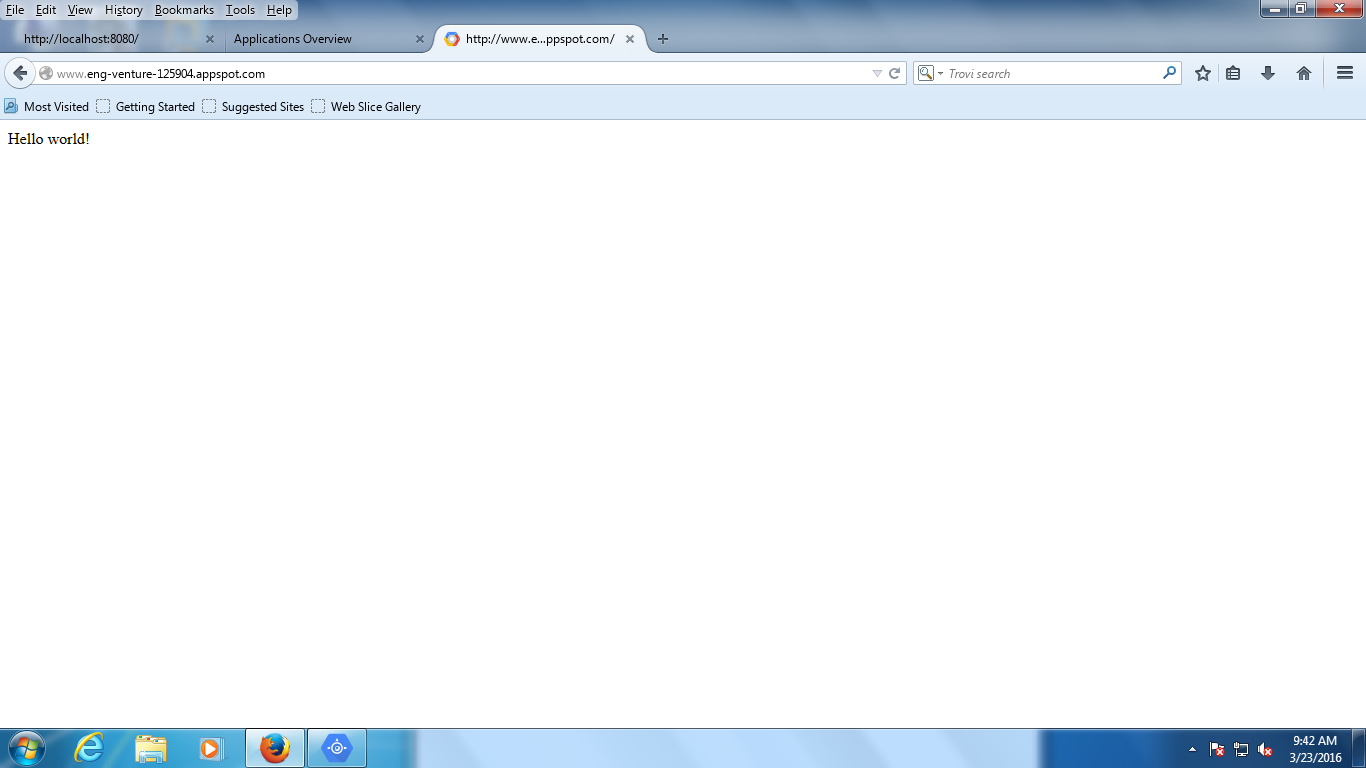 File Edit View History Bookmarks Tools Help
http://localhost:8080/ Applications Overview http://www.e...ppspot.com/
www.eng-venture-125904.appspot.com Trovi search
Most Visited Getting Started Suggested Sites Web Slice Gallery
Hello world!
9:42 AM
3/23/2016